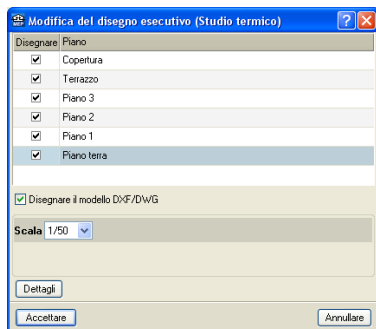 Modifica del disegno esecutivo (Studio termico)
Disegnare Piano
Copertura
Terrazzo
Piano 3
Piano 2
Piano 1
Piano terra
Disegnare il modello DXF/DWG
Scala 1/50
Dettagli
Accettare Annullare